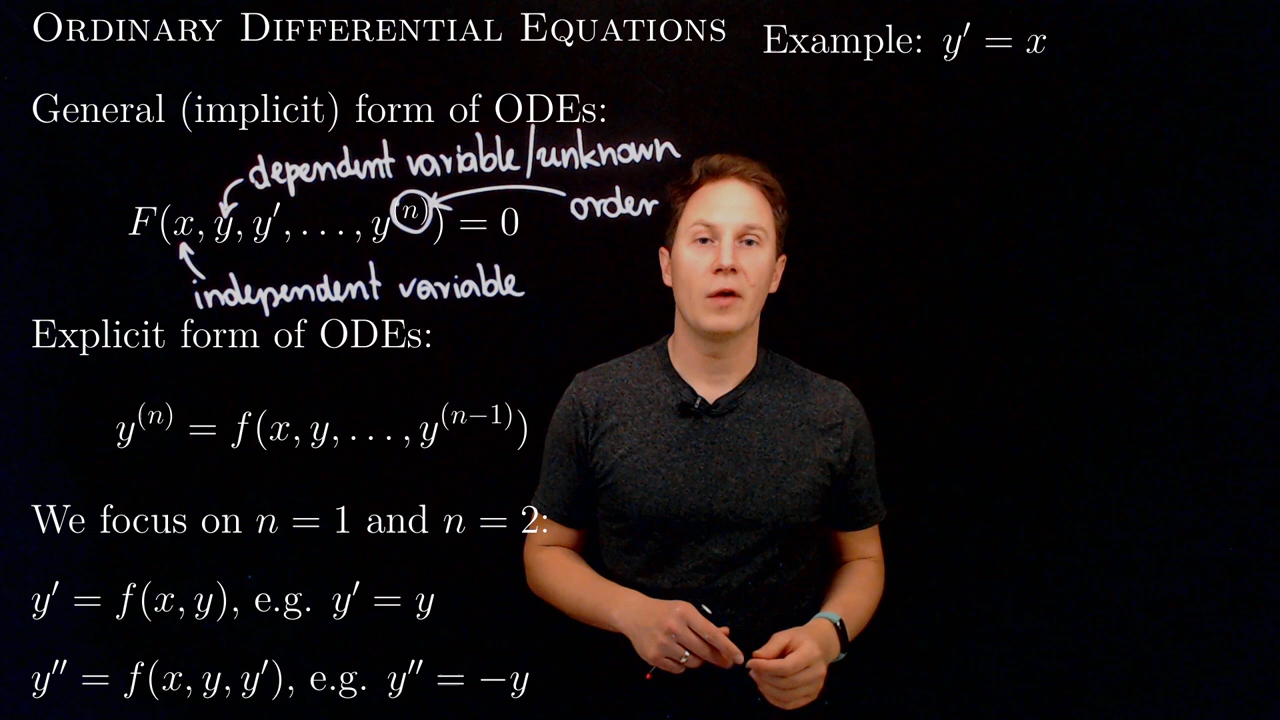 ORDINARY DIFFERENTIAL EQUATIONS
General (implicit) form of ODEs:
dependent variable/unknown
order
F(x, y, y′, . . . , y⁽ⁿ⁾) = 0
independent variable
Explicit form of ODEs:
y⁽ⁿ⁾ = f(x, y, . . . , y⁽ⁿ⁻¹⁾)
We focus on n = 1 and n = 2:
y′ = f(x, y), e.g. y′ = y
y″ = f(x, y, y′), e.g. y″ = −y
Example: y′ = x